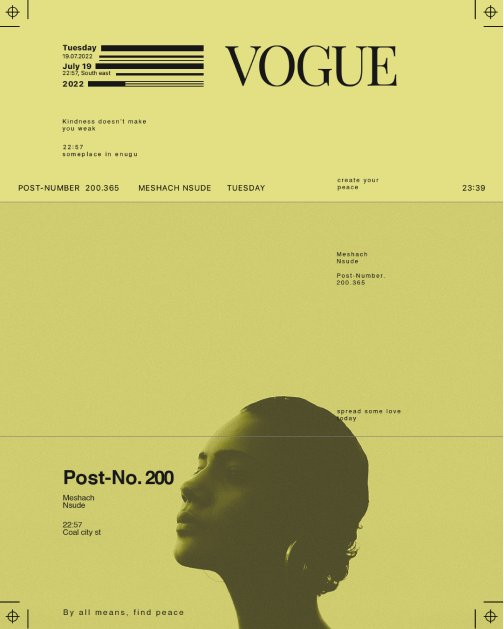 Tuesday
19.07.2022
July 19
22:57, South east
2022
VOGUE
Kindness doesn't make
you weak
22:57
someplace in enugu
create your
peace
POST-NUMBER 200.365 MESHACH NSUDE TUESDAY 23:39
Meshach
Nsude
Post-Number.
200.365
spread some love
today
Post-No. 200
Meshach
Nsude
22:57
Coal city st
By all means, find peace